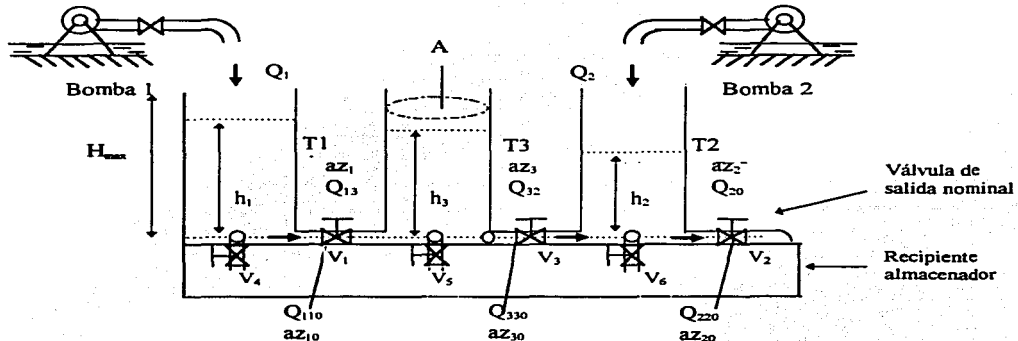 A
Q₁
Q₂
Bomba 1
Bomba 2
Hmax
T1
az₁
Q₁₃
T3
az₃
Q₃₂
T2
az₂
Q₂₀
h₁
h₃
h₂
Válvula de
salida nominal
V₄
V₁
V₅
V₃
V₆
V₂
Recipiente
almacenador
Q₁₁₀
az₁₀
Q₃₃₀
az₃₀
Q₂₂₀
az₂₀